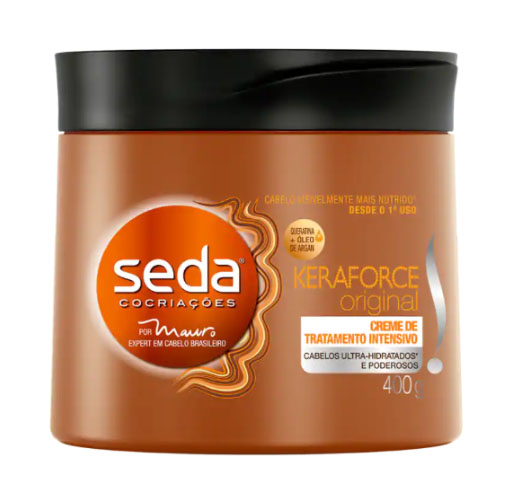 CABELO VISIVELMENTE MAIS NUTRIDO*
DESDE O 1º USO
QUERATINA
+ ÓLEO
DE ARGAN
seda®
COCRIAÇÕES
POR Mauro
EXPERT EM CABELO BRASILEIRO
KERAFORCE
original
CREME DE
TRATAMENTO INTENSIVO
CABELOS ULTRA-HIDRATADOS*
E PODEROSOS
400g